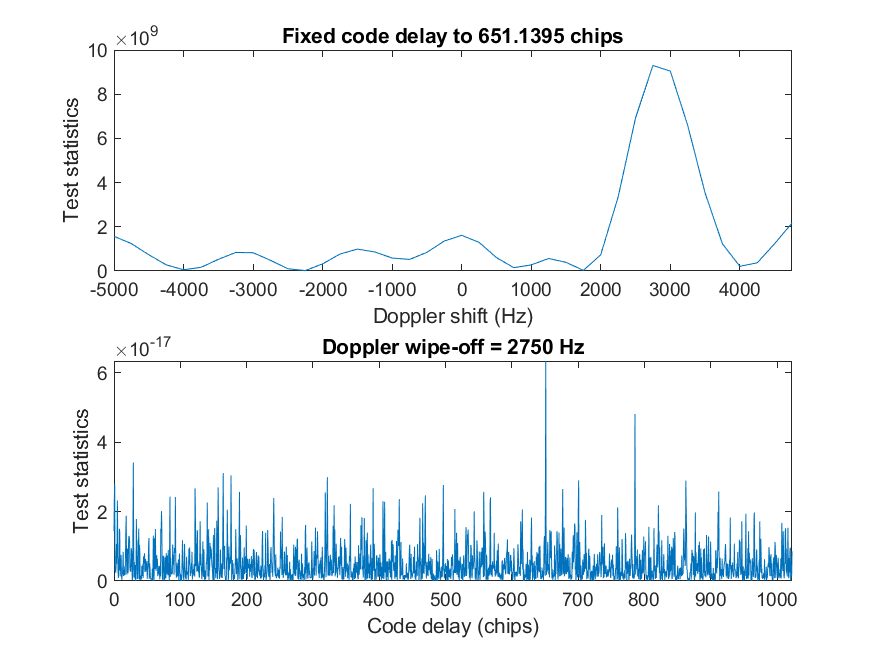 ×10⁹
Fixed code delay to 651.1395 chips
10
8
6
4
2
0
Test statistics
-5000 -4000 -3000 -2000 -1000 0 1000 2000 3000 4000
Doppler shift (Hz)
×10⁻¹⁷
Doppler wipe-off = 2750 Hz
6
4
2
0
Test statistics
0 100 200 300 400 500 600 700 800 900 1000
Code delay (chips)